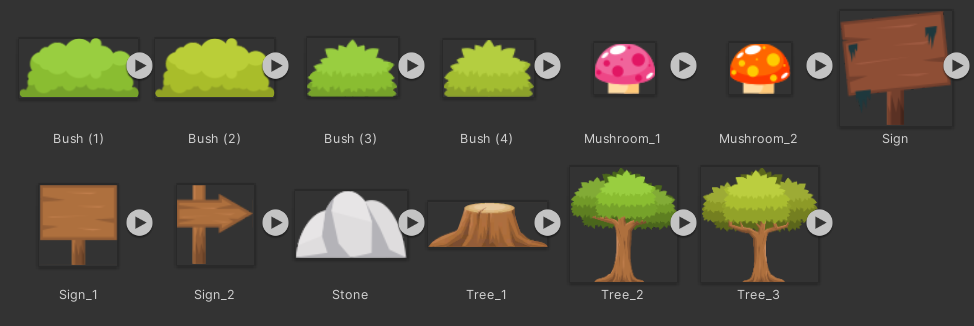 Bush (1)
Bush (2)
Bush (3)
Bush (4)
Mushroom_1
Mushroom_2
Sign
Sign_1
Sign_2
Stone
Tree_1
Tree_2
Tree_3